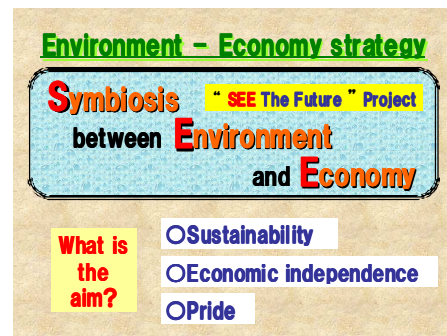 Environment – Economy strategy
Symbiosis “ SEE The Future ” Project
between Environment
and Economy
What is
the
aim?
○Sustainability
○Economic independence
○Pride